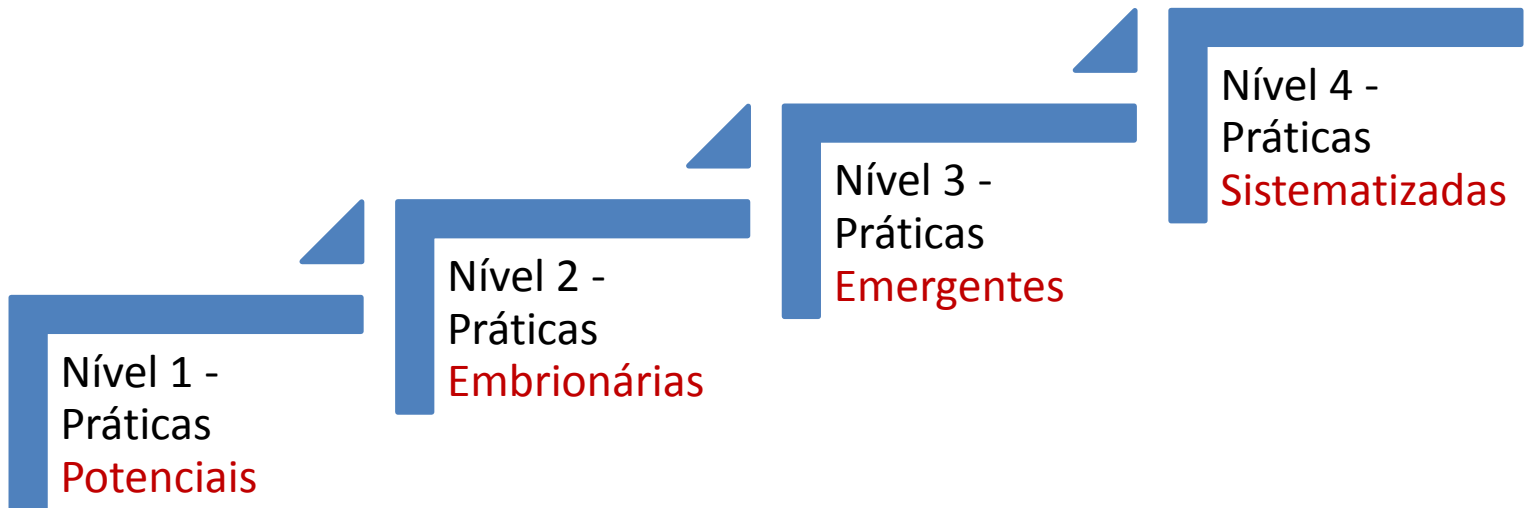 Nível 1 -
Práticas
Potenciais
Nível 2 -
Práticas
Embrionárias
Nível 3 -
Práticas
Emergentes
Nível 4 -
Práticas
Sistematizadas